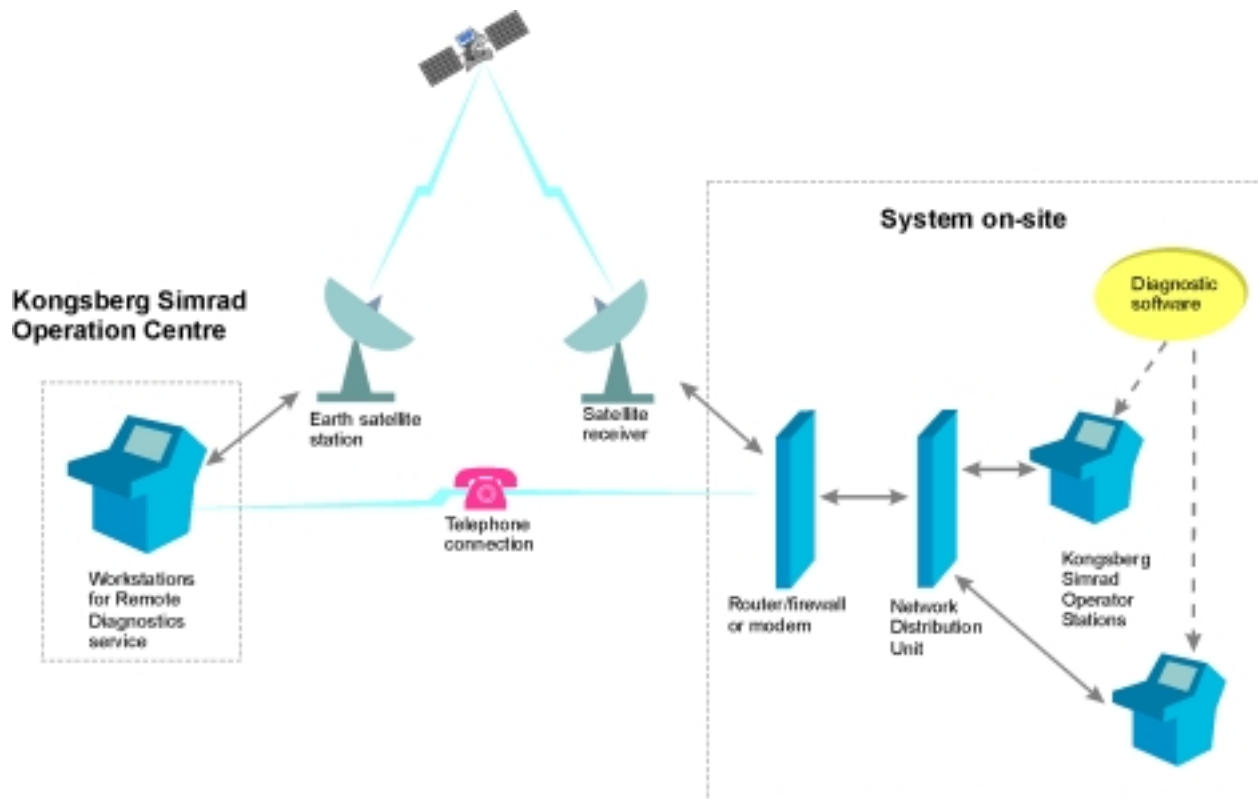 System on-site
Diagnostic
software
Kongsberg Simrad
Operation Centre
Earth satellite
station
Satellite
receiver
Telephone
connection
Workstations
for Remote
Diagnostics
service
Router/firewall
or modem
Network
Distribution
Unit
Kongsberg
Simrad
Operator
Stations